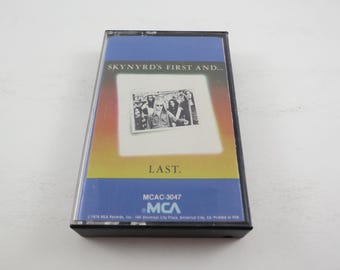 SKYNYRD'S FIRST AND...
LAST.
MCAC-3047
MCA